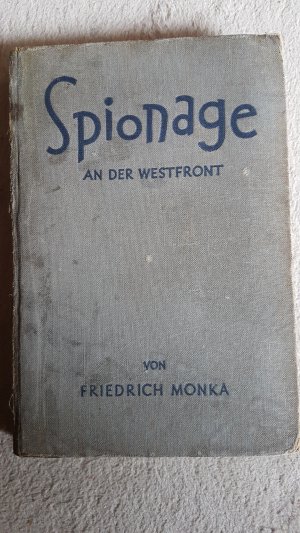 Spionage
AN DER WESTFRONT
VON
FRIEDRICH MONKA